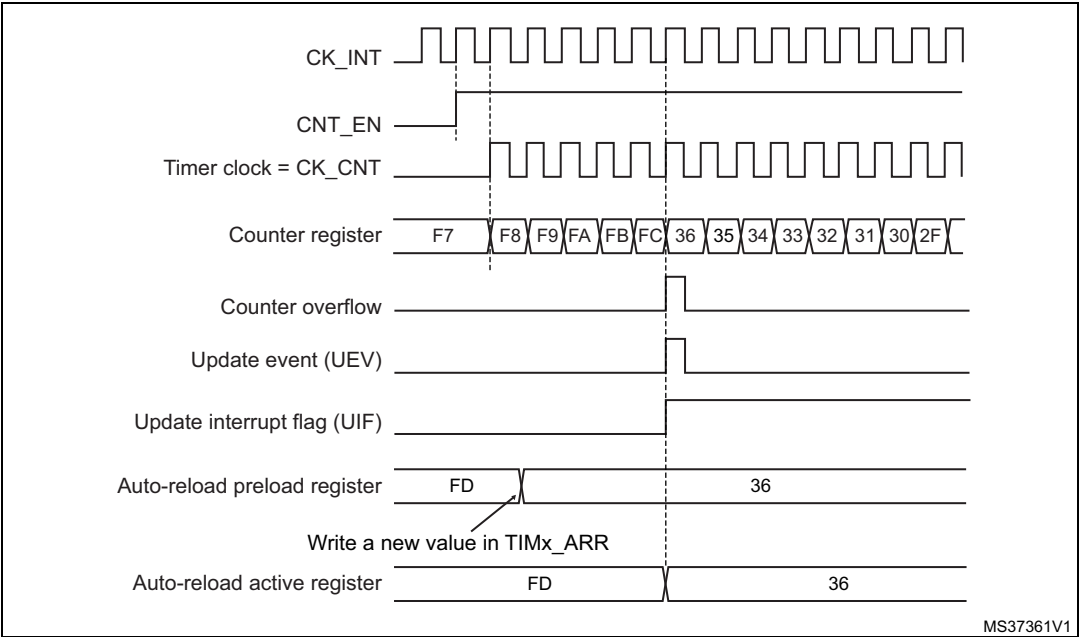 CK_INT
CNT_EN
Timer clock = CK_CNT
Counter register F7 F8 F9 FA FB FC 36 35 34 33 32 31 30 2F
Counter overflow
Update event (UEV)
Update interrupt flag (UIF)
Auto-reload preload register FD 36
Write a new value in TIMx_ARR
Auto-reload active register FD 36
MS37361V1